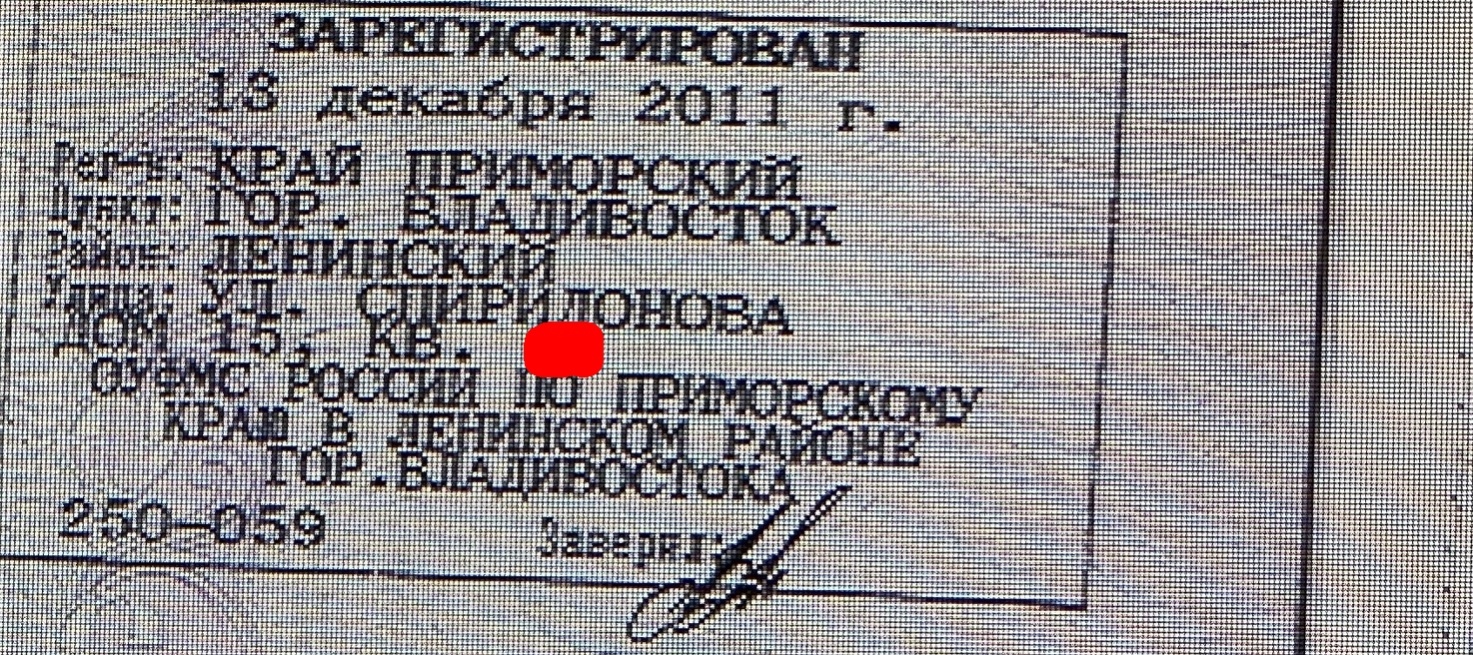 ЗАРЕГИСТРИРОВАН
13 декабря 2011 г.
Рег-н: КРАЙ ПРИМОРСКИЙ
Пункт: ГОР. ВЛАДИВОСТОК
Район: ЛЕНИНСКИЙ
Улица: УЛ. СПИРИДОНОВА
ДОМ 15, КВ.
ОУФМС РОССИИ ПО ПРИМОРСКОМУ
КРАЮ В ЛЕНИНСКОМ РАЙОНЕ
ГОР.ВЛАДИВОСТОКА
250-059 Заверил: